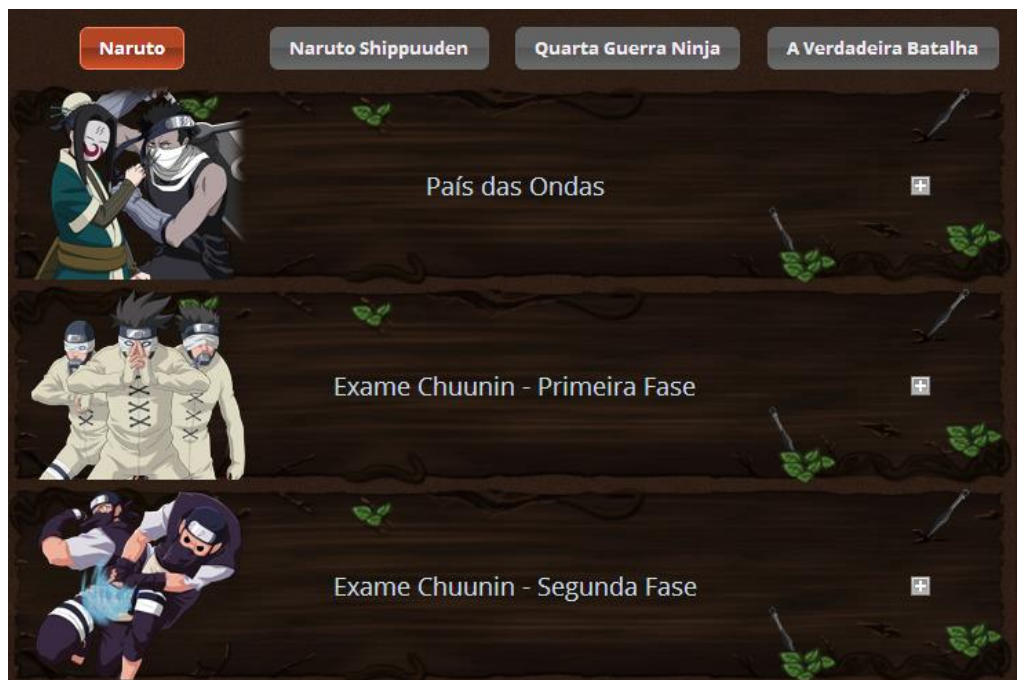 Naruto
Naruto Shippuuden
Quarta Guerra Ninja
A Verdadeira Batalha
País das Ondas
Exame Chuunin - Primeira Fase
Exame Chuunin - Segunda Fase